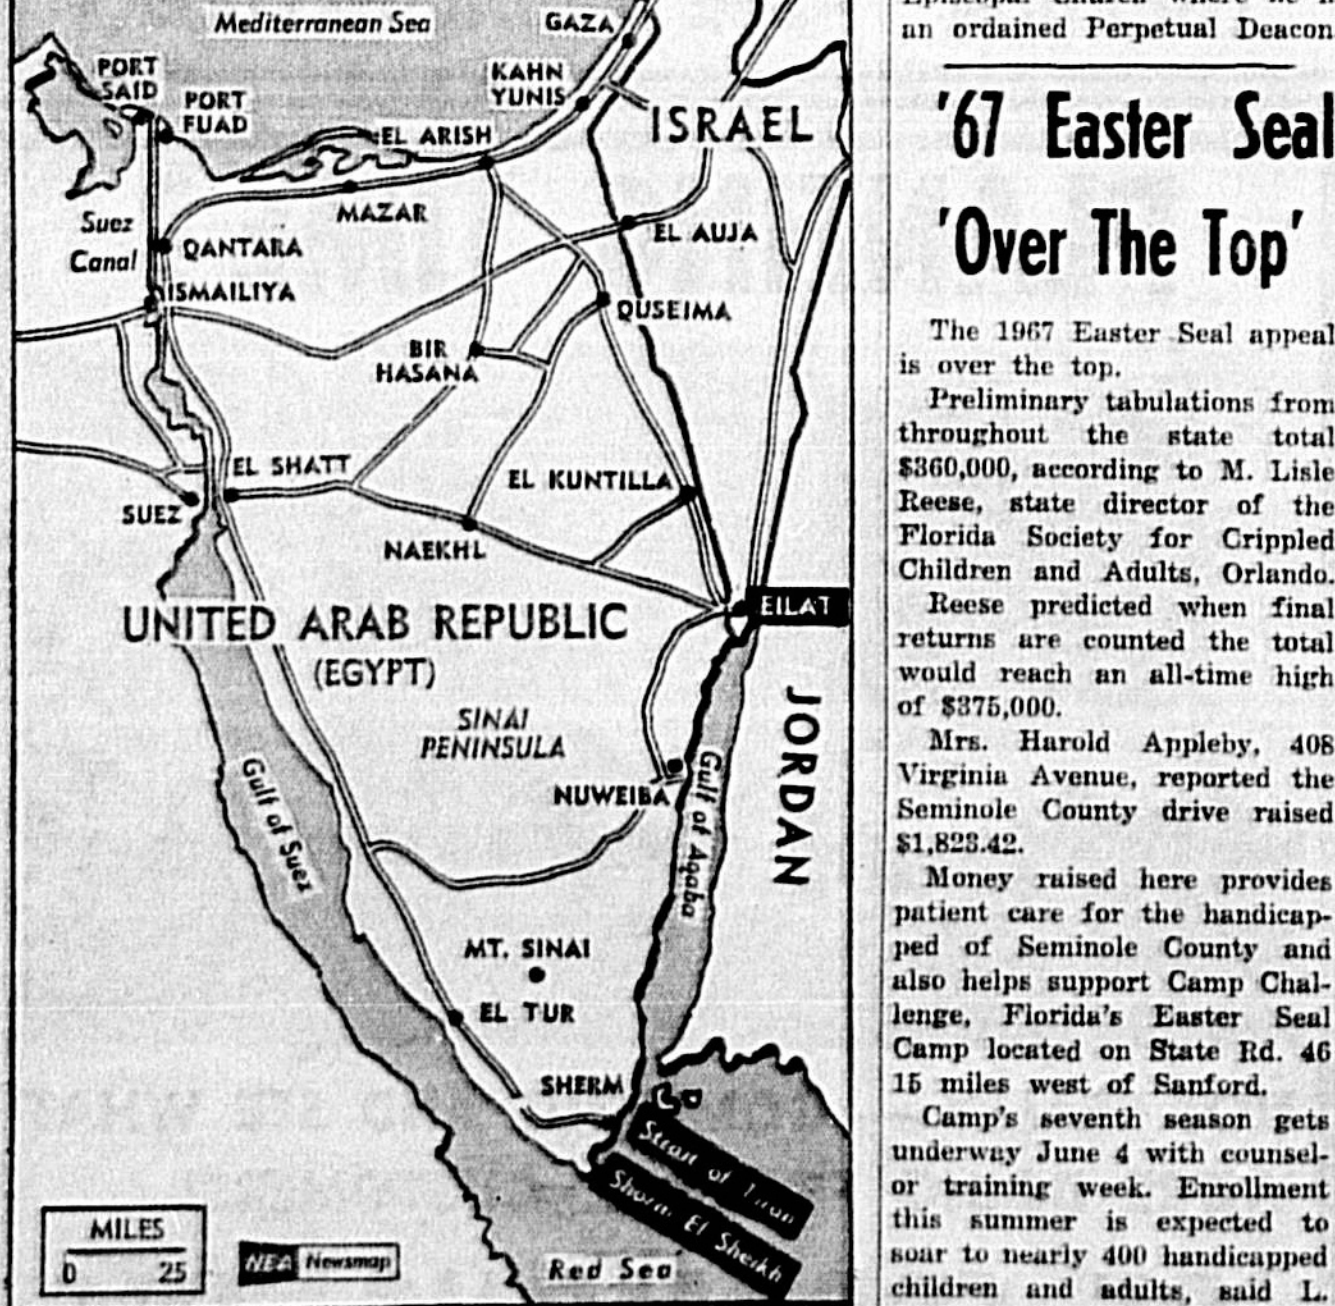 Mediterranean Sea
GAZA
PORT
SAID
PORT
FUAD
KAHN
YUNIS
EL ARISH
ISRAEL
MAZAR
Suez
Canal
QANTARA
EL AUJA
ISMAILIYA
QUSEIMA
BIR
HASANA
EL SHATT
EL KUNTILLA
SUEZ
NAEKHL
EILAT
UNITED ARAB REPUBLIC
(EGYPT)
SINAI
PENINSULA
JORDAN
NUWEIBA
Gulf of Suez
Gulf of Aqaba
MT. SINAI
EL TUR
SHERM
Strait of Tiran
Sharm El Sheikh
Red Sea
MILES
0 25
NEA Newsmap
an ordained Perpetual Deacon
'67 Easter Seal
'Over The Top'
The 1967 Easter Seal appeal
is over the top.
Preliminary tabulations from
throughout the state total
$360,000, according to M. Lisle
Reese, state director of the
Florida Society for Crippled
Children and Adults, Orlando.
Reese predicted when final
returns are counted the total
would reach an all-time high
of $375,000.
Mrs. Harold Appleby, 408
Virginia Avenue, reported the
Seminole County drive raised
$1,823.42.
Money raised here provides
patient care for the handicap-
ped of Seminole County and
also helps support Camp Chal-
lenge, Florida's Easter Seal
Camp located on State Rd. 46
15 miles west of Sanford.
Camp's seventh season gets
underway June 4 with counsel-
or training week. Enrollment
this summer is expected to
soar to nearly 400 handicapped
children and adults, said L.